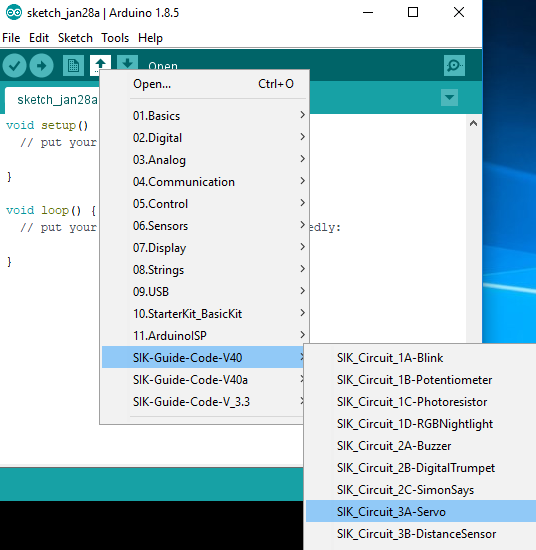 sketch_jan28a | Arduino 1.8.5
File Edit Sketch Tools Help
Open
sketch_jan28a
Open... Ctrl+O
01.Basics
02.Digital
03.Analog
04.Communication
05.Control
06.Sensors
07.Display
08.Strings
09.USB
10.StarterKit_BasicKit
11.ArduinoISP
SIK-Guide-Code-V40
SIK-Guide-Code-V40a
SIK-Guide-Code-V_3.3
SIK_Circuit_1A-Blink
SIK_Circuit_1B-Potentiometer
SIK_Circuit_1C-Photoresistor
SIK_Circuit_1D-RGBNightlight
SIK_Circuit_2A-Buzzer
SIK_Circuit_2B-DigitalTrumpet
SIK_Circuit_2C-SimonSays
SIK_Circuit_3A-Servo
SIK_Circuit_3B-DistanceSensor
void setup()
// put your
}
void loop() {
// put your edly:
}